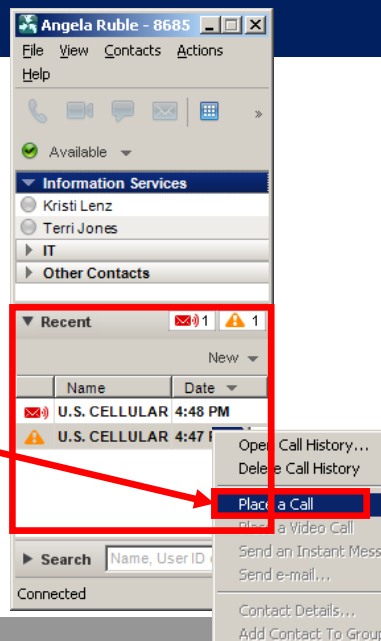 Angela Ruble - 8685
File View Contacts Actions
Help
»
Available
Information Services
Kristi Lenz
Terri Jones
IT
Other Contacts
Recent 1 1
New
Name Date
U.S. CELLULAR 4:48 PM
U.S. CELLULAR 4:47
Open Call History...
Delete Call History
Place a Call
Place a Video Call
Send an Instant Mess
Send e-mail...
Contact Details...
Add Contact To Group
Search Name, User ID
Connected